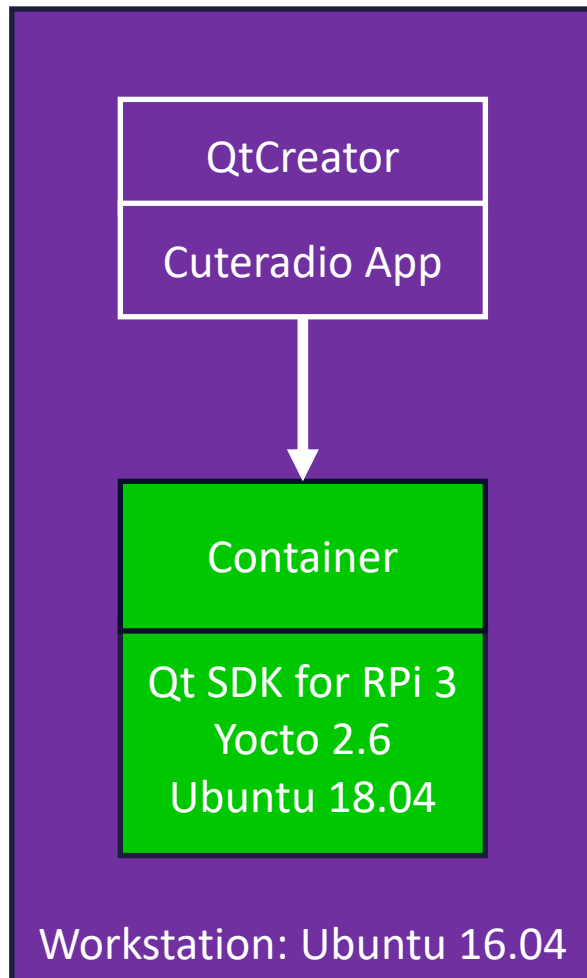 QtCreator
Cuteradio App
Container
Qt SDK for RPi 3
Yocto 2.6
Ubuntu 18.04
Workstation: Ubuntu 16.04